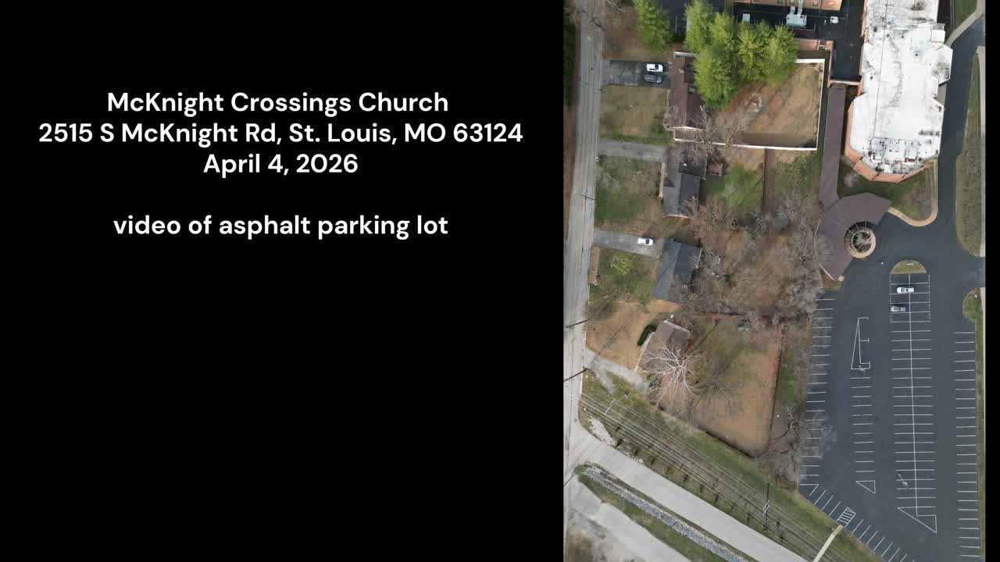 McKnight Crossings Church
2515 S McKnight Rd, St. Louis, MO 63124
April 4, 2026
video of asphalt parking lot